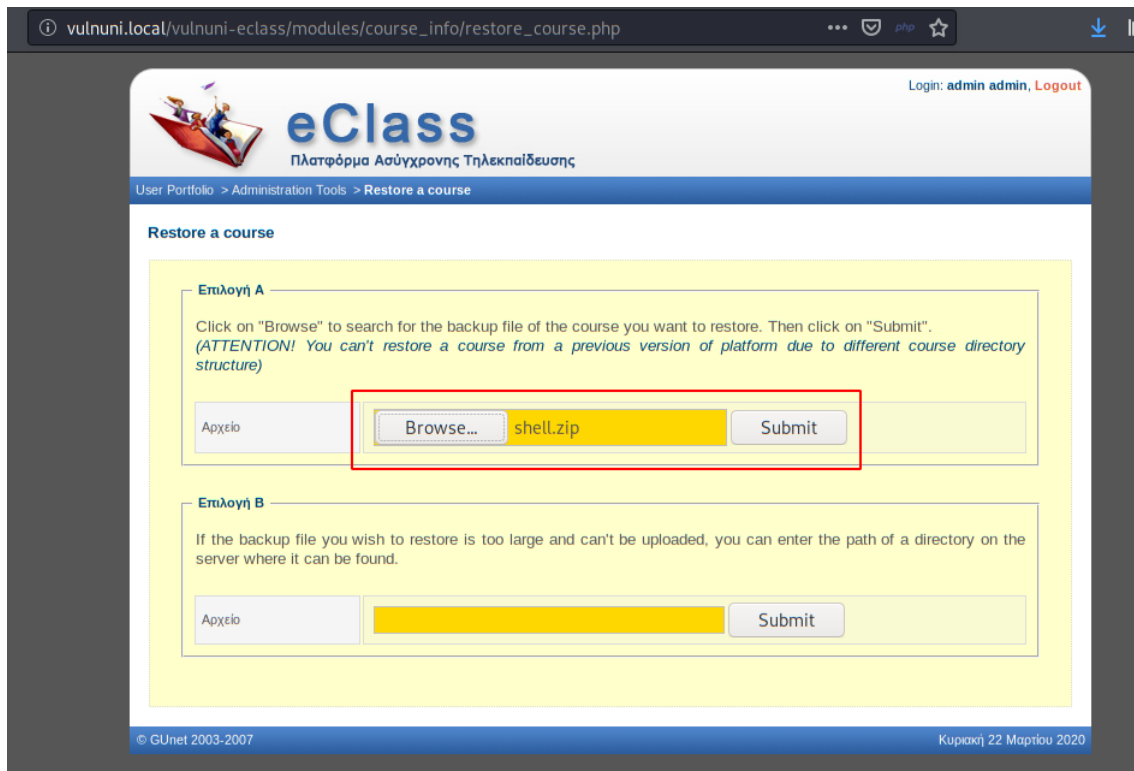 vulnuni.local/vulnuni-eclass/modules/course_info/restore_course.php
php
Login: admin admin, Logout
eClass
Πλατφόρμα Ασύγχρονης Τηλεκπαίδευσης
User Portfolio > Administration Tools > Restore a course
Restore a course
Επιλογή Α
Click on "Browse" to search for the backup file of the course you want to restore. Then click on "Submit".
(ATTENTION! You can't restore a course from a previous version of platform due to different course directory
structure)
Αρχείο Browse... shell.zip Submit
Επιλογή Β
If the backup file you wish to restore is too large and can't be uploaded, you can enter the path of a directory on the
server where it can be found.
Αρχείο Submit
© GUnet 2003-2007 Κυριακή 22 Μαρτίου 2020